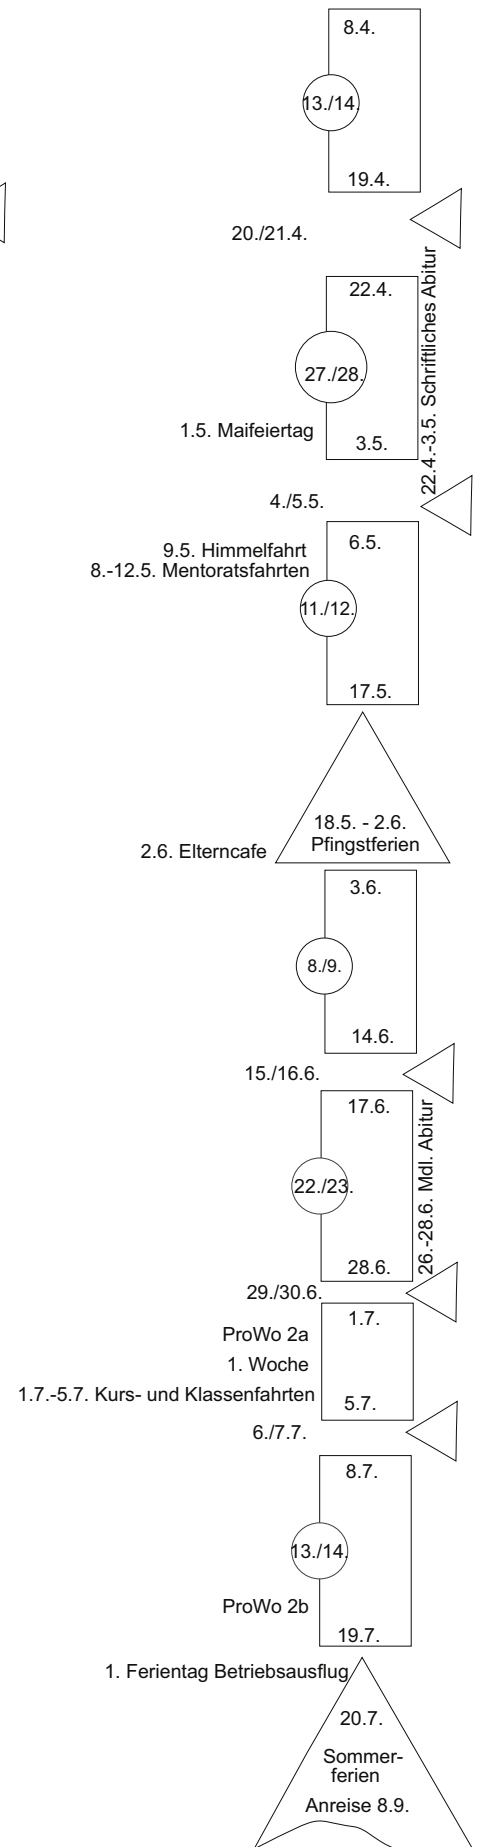 8.4.
13./14.
19.4.
20./21.4.
22.4.
27./28.
22.4.-3.5. Schriftliches Abitur
1.5. Maifeiertag
3.5.
4./5.5.
9.5. Himmelfahrt
6.5.
8.-12.5. Mentoratsfahrten
11./12.
17.5.
18.5. - 2.6.
Pfingstferien
2.6. Elterncafe
3.6.
8./9.
14.6.
15./16.6.
17.6.
26.-28.6. Mdl. Abitur
22./23.
28.6.
29./30.6.
1.7.
ProWo 2a
1. Woche
1.7.-5.7. Kurs- und Klassenfahrten
5.7.
6./7.7.
8.7.
13./14.
ProWo 2b
19.7.
1. Ferientag Betriebsausflug
20.7.
Sommer-
ferien
Anreise 8.9.